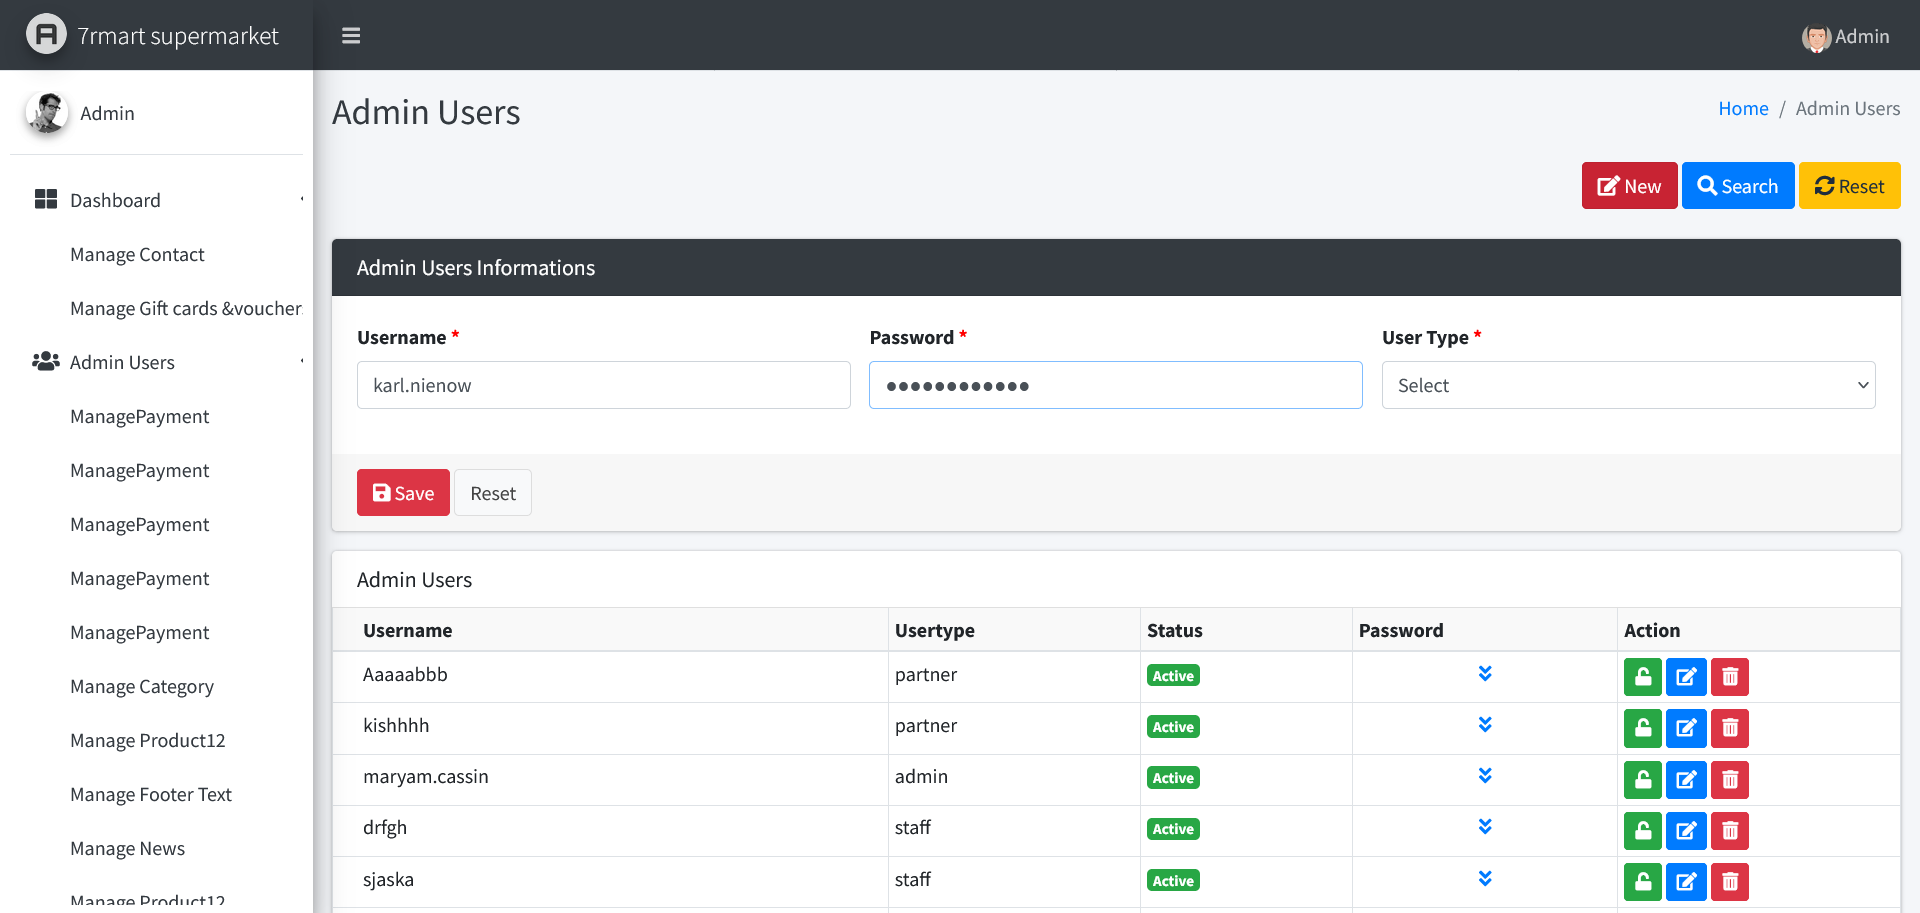 7rmart supermarket
Admin
Admin
Dashboard
Manage Contact
Manage Gift cards &voucher
Admin Users
ManagePayment
ManagePayment
ManagePayment
ManagePayment
ManagePayment
Manage Category
Manage Product12
Manage Footer Text
Manage News
Manage Product12
Admin Users
Home / Admin Users
New Search Reset
Admin Users Informations
Username * Password * User Type *
karl.nienow ●●●●●●●●●●●● Select
Save Reset
Admin Users
Username Usertype Status Password Action
Aaaaabbb partner Active
kishhhh partner Active
maryam.cassin admin Active
drfgh staff Active
sjaska staff Active